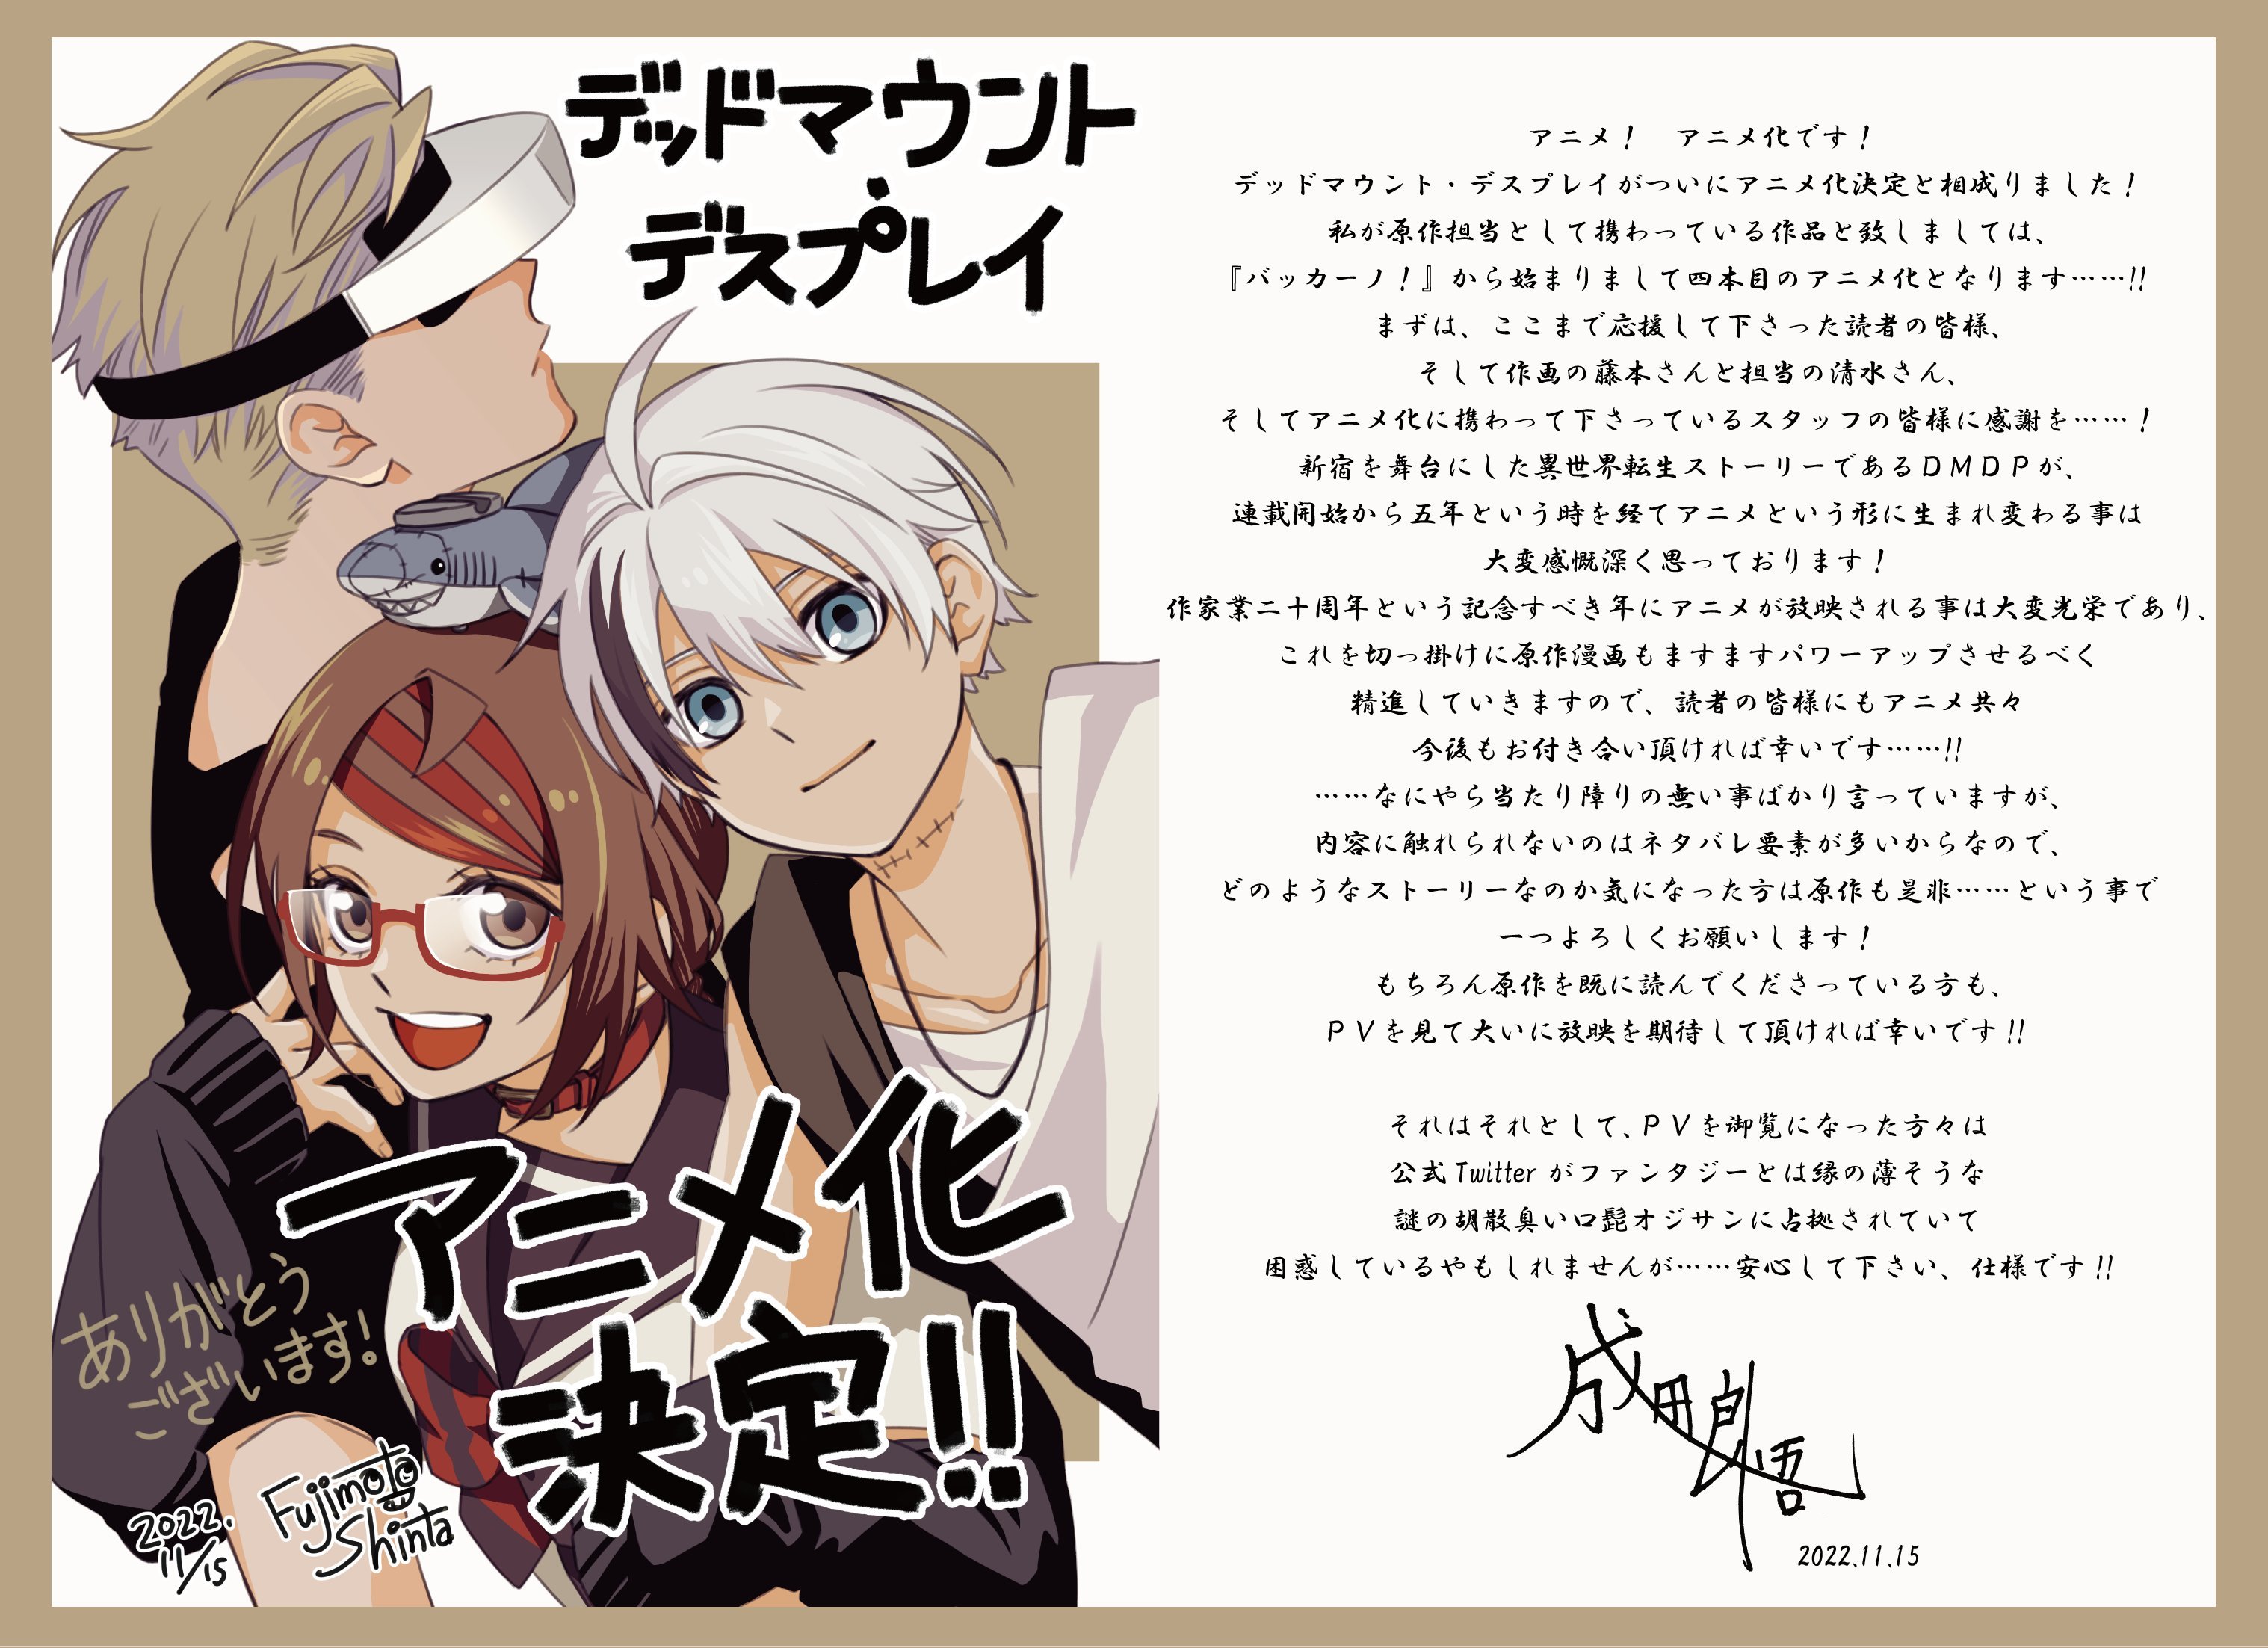 デッドマウント
デスプレイ
アニメ化
決定!!
ありがとう
ございます!
2022.
11/15
Fujimoto
Shinta
アニメ！　アニメ化です！
デッドマウント・デスプレイがついにアニメ化決定と相成りました！
私が原作担当として携わっている作品と致しましては、
『バッカーノ！』から始まりまして四本目のアニメ化となります……!!
まずは、ここまで応援して下さった読者の皆様、
そして作画の藤本さんと担当の清水さん、
そしてアニメ化に携わって下さっているスタッフの皆様に感謝を……！
新宿を舞台にした異世界転生ストーリーであるＤＭＤＰが、
連載開始から五年という時を経てアニメという形に生まれ変わる事は
大変感慨深く思っております！
作家業二十周年という記念すべき年にアニメが放映される事は大変光栄であり、
これを切っ掛けに原作漫画もますますパワーアップさせるべく
精進していきますので、読者の皆様にもアニメ共々
今後もお付き合い頂ければ幸いです……!!
……なにやら当たり障りの無い事ばかり言っていますが、
内容に触れられないのはネタバレ要素が多いからなので、
どのようなストーリーなのか気になった方は原作も是非……という事で
一つよろしくお願いします！
もちろん原作を既に読んでくださっている方も、
ＰＶを見て大いに放映を期待して頂ければ幸いです!!
それはそれとして、ＰＶを御覧になった方々は
公式Twitterがファンタジーとは縁の薄そうな
謎の胡散臭い口髭オジサンに占拠されていて
困惑しているやもしれませんが……安心して下さい、仕様です!!
成田良悟
2022.11.15